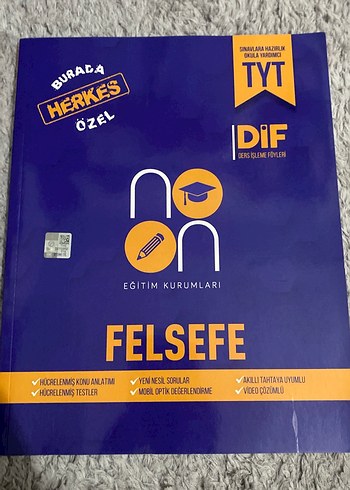 BURADA
HERKES
ÖZEL
SINAVLARA HAZIRLIK
OKULA YARDIMCI
TYT
DİF
DERS İŞLEME FÖYLERİ
NOON
EĞİTİM KURUMLARI
FELSEFE
HÜCRELENMİŞ KONU ANLATIMI
YENİ NESİL SORULAR
AKILLI TAHTAYA UYUMLU
HÜCRELENMİŞ TESTLER
MOBİL OPTİK DEĞERLENDİRME
VİDEO ÇÖZÜMLÜ